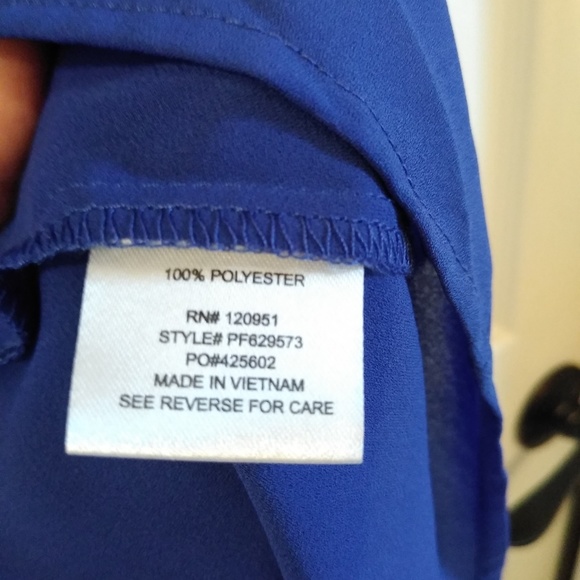 100% POLYESTER
RN# 120951
STYLE# PF629573
PO#425602
MADE IN VIETNAM
SEE REVERSE FOR CARE